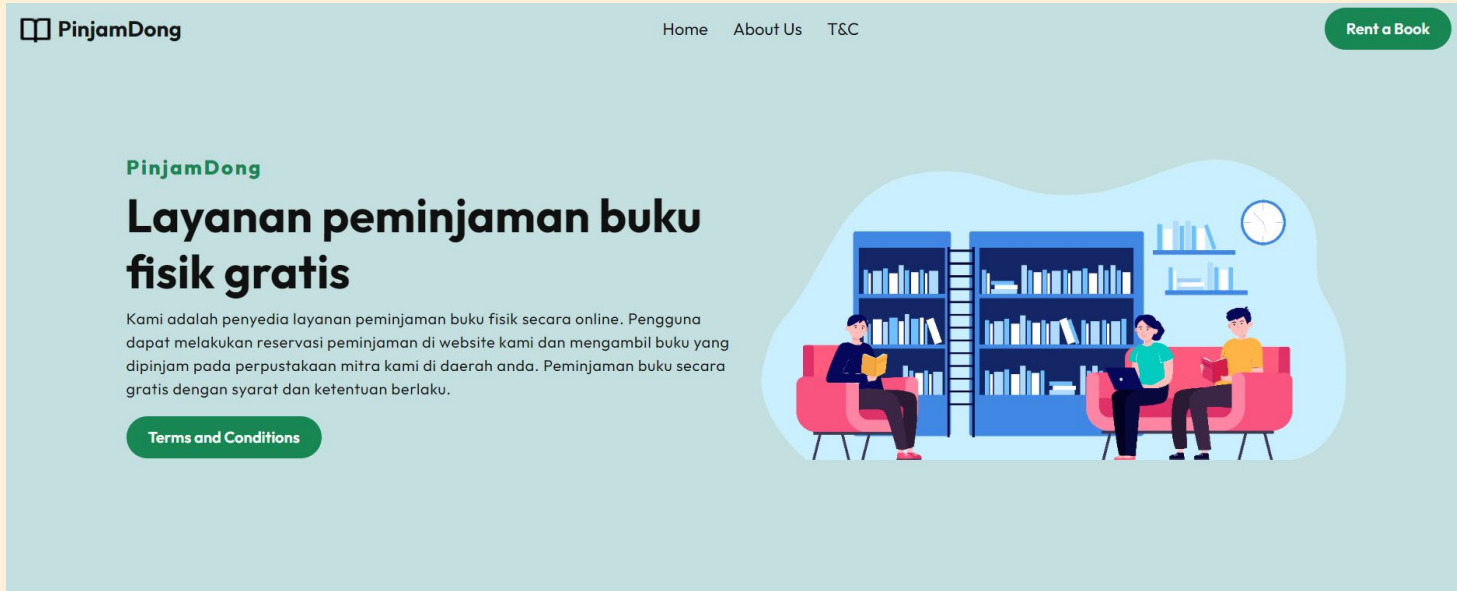 PinjamDong
Home About Us T&C
Rent a Book
PinjamDong
Layanan peminjaman buku
fisik gratis
Kami adalah penyedia layanan peminjaman buku fisik secara online. Pengguna
dapat melakukan reservasi peminjaman di website kami dan mengambil buku yang
dipinjam pada perpustakaan mitra kami di daerah anda. Peminjaman buku secara
gratis dengan syarat dan ketentuan berlaku.
Terms and Conditions